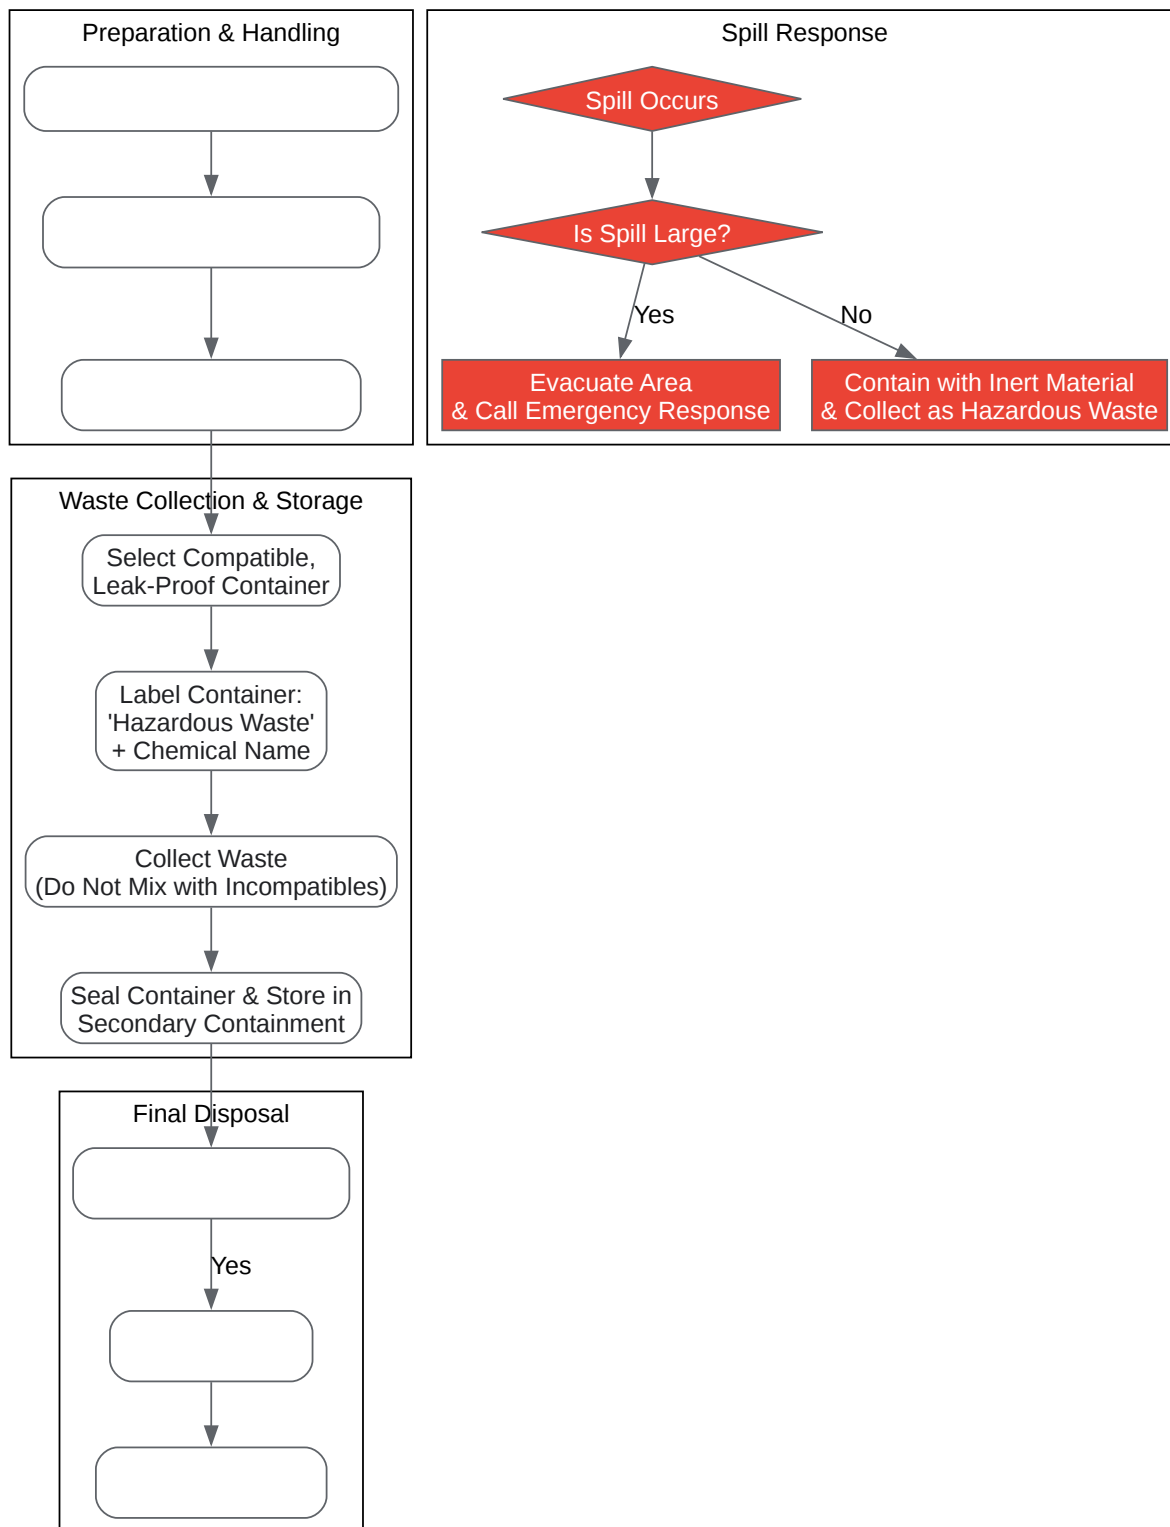 Preparation & Handling
Spill Response
Spill Occurs
Is Spill Large?
Yes
No
Evacuate Area
& Call Emergency Response
Contain with Inert Material
& Collect as Hazardous Waste
Waste Collection & Storage
Select Compatible,
Leak-Proof Container
Label Container:
'Hazardous Waste'
+ Chemical Name
Collect Waste
(Do Not Mix with Incompatibles)
Seal Container & Store in
Secondary Containment
Final Disposal
Yes